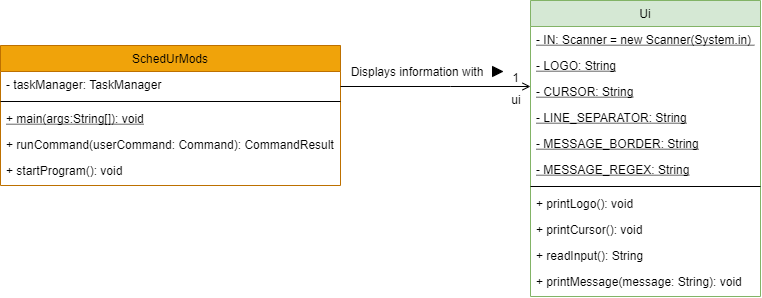 SchedUrMods
- taskManager: TaskManager
+ main(args:String[]): void
+ runCommand(userCommand: Command): CommandResult
+ startProgram(): void
Displays information with
1
ui
Ui
- IN: Scanner = new Scanner(System.in)
- LOGO: String
- CURSOR: String
- LINE_SEPARATOR: String
- MESSAGE_BORDER: String
- MESSAGE_REGEX: String
+ printLogo(): void
+ printCursor(): void
+ readInput(): String
+ printMessage(message: String): void